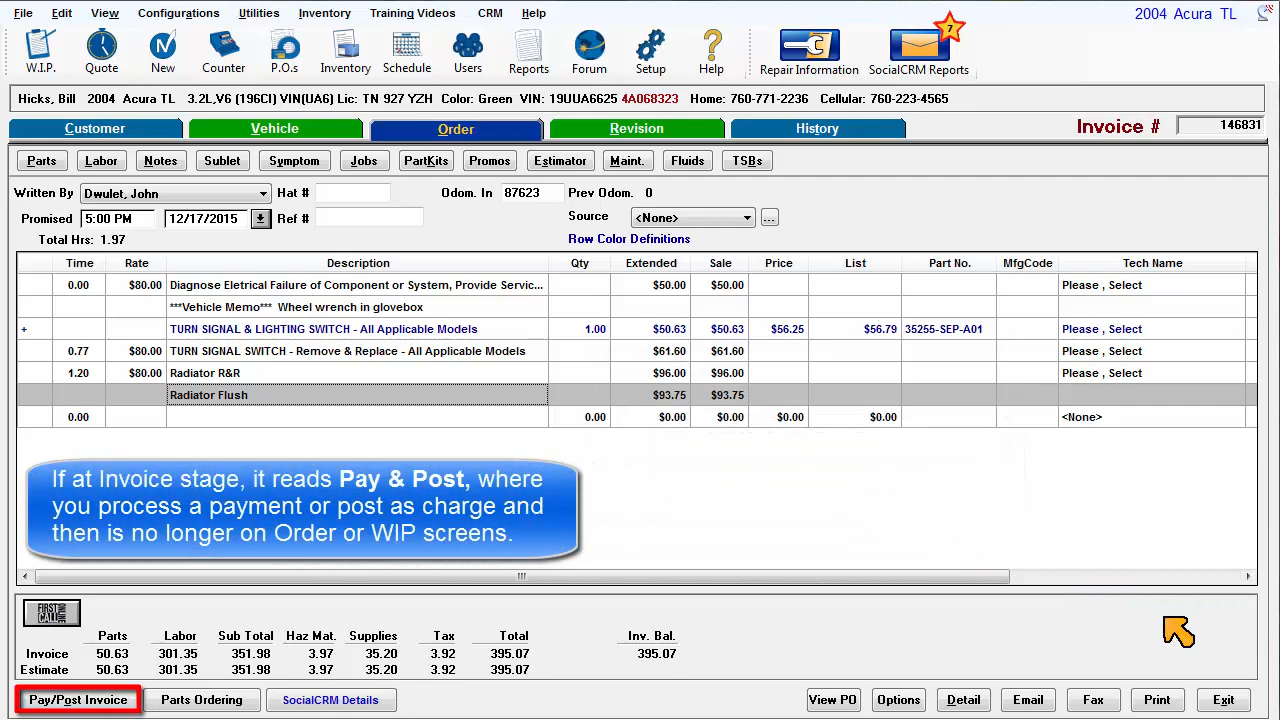 File Edit View Configurations Utilities Inventory Training Videos CRM Help 2004 Acura TL
7
W.I.P. Quote New Counter P.O.s Inventory Schedule Users Reports Forum Setup Help Repair Information SocialCRM Reports
Hicks, Bill 2004 Acura TL 3.2L,V6 (196CI) VIN(UA6) Lic: TN 927 YZH Color: Green VIN: 19UUA6625 4A068323 Home: 760-771-2236 Cellular: 760-223-4565
Customer Vehicle Order Revision History Invoice # 146831
Parts Labor Notes Sublet Symptom Jobs PartKits Promos Estimator Maint. Fluids TSBs
Written By Dwulet, John Hat # Odom. In 87623 Prev Odom. 0
Promised 5:00 PM 12/17/2015 Ref # Source <None> ...
Total Hrs: 1.97 Row Color Definitions
Time Rate Description Qty Extended Sale Price List Part No. MfgCode Tech Name
0.00 $80.00 Diagnose Eletrical Failure of Component or System, Provide Servic... $50.00 $50.00 Please , Select
***Vehicle Memo*** Wheel wrench in glovebox
+ TURN SIGNAL & LIGHTING SWITCH - All Applicable Models 1.00 $50.63 $50.63 $56.25 $56.79 35255-SEP-A01 Please , Select
0.77 $80.00 TURN SIGNAL SWITCH - Remove & Replace - All Applicable Models $61.60 $61.60 Please , Select
1.20 $80.00 Radiator R&R $96.00 $96.00 Please , Select
Radiator Flush $93.75 $93.75
0.00 0.00 $0.00 $0.00 $0.00 $0.00 <None>
If at Invoice stage, it reads Pay & Post, where
you process a payment or post as charge and
then is no longer on Order or WIP screens.
FIRST
CALL
Parts Labor Sub Total Haz Mat. Supplies Tax Total Inv. Bal.
Invoice 50.63 301.35 351.98 3.97 35.20 3.92 395.07 395.07
Estimate 50.63 301.35 351.98 3.97 35.20 3.92 395.07
Pay/Post Invoice Parts Ordering SocialCRM Details View PO Options Detail Email Fax Print Exit